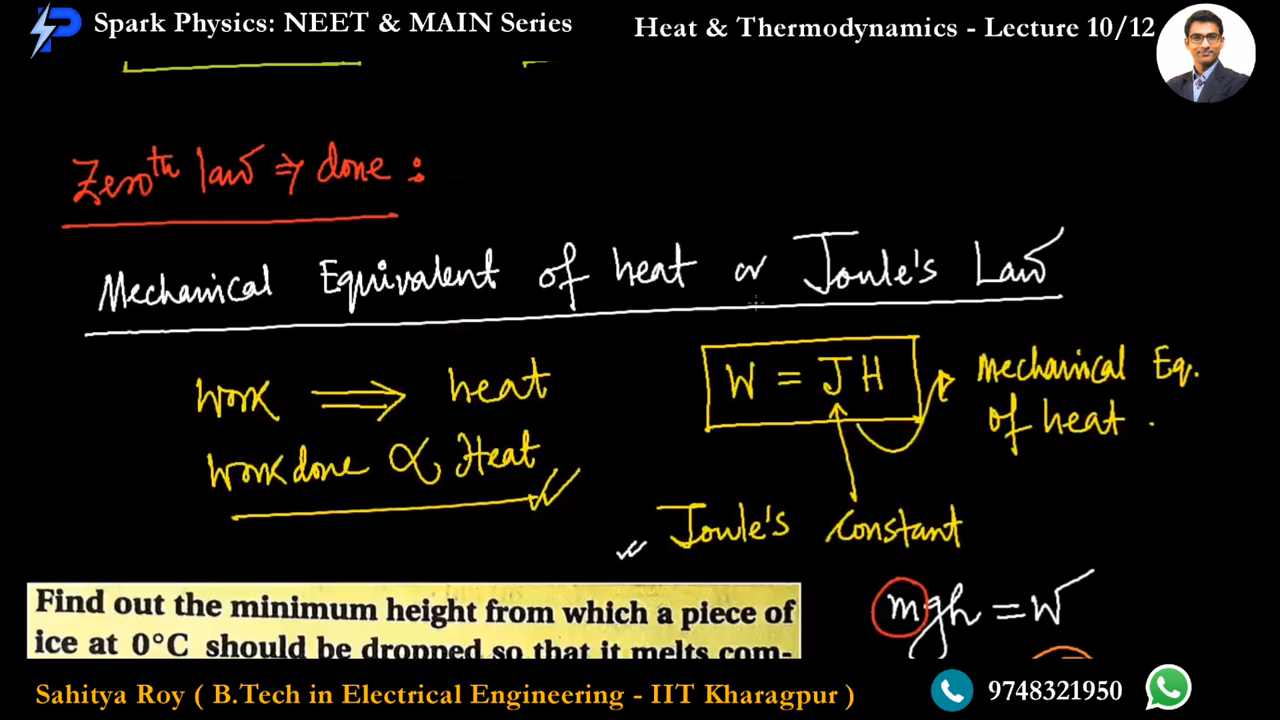 Spark Physics: NEET & MAIN Series
Heat & Thermodynamics - Lecture 10/12
Zeroth law ⇒ done :
Mechanical Equivalent of heat or Joule's Law
Work ⟹ heat
Workdone ∝ Heat
W = JH
Mechanical Eq.
of heat .
Joule's Constant
Find out the minimum height from which a piece of
ice at 0°C should be dropped so that it melts com-
mgh = W
Sahitya Roy ( B.Tech in Electrical Engineering - IIT Kharagpur )
9748321950